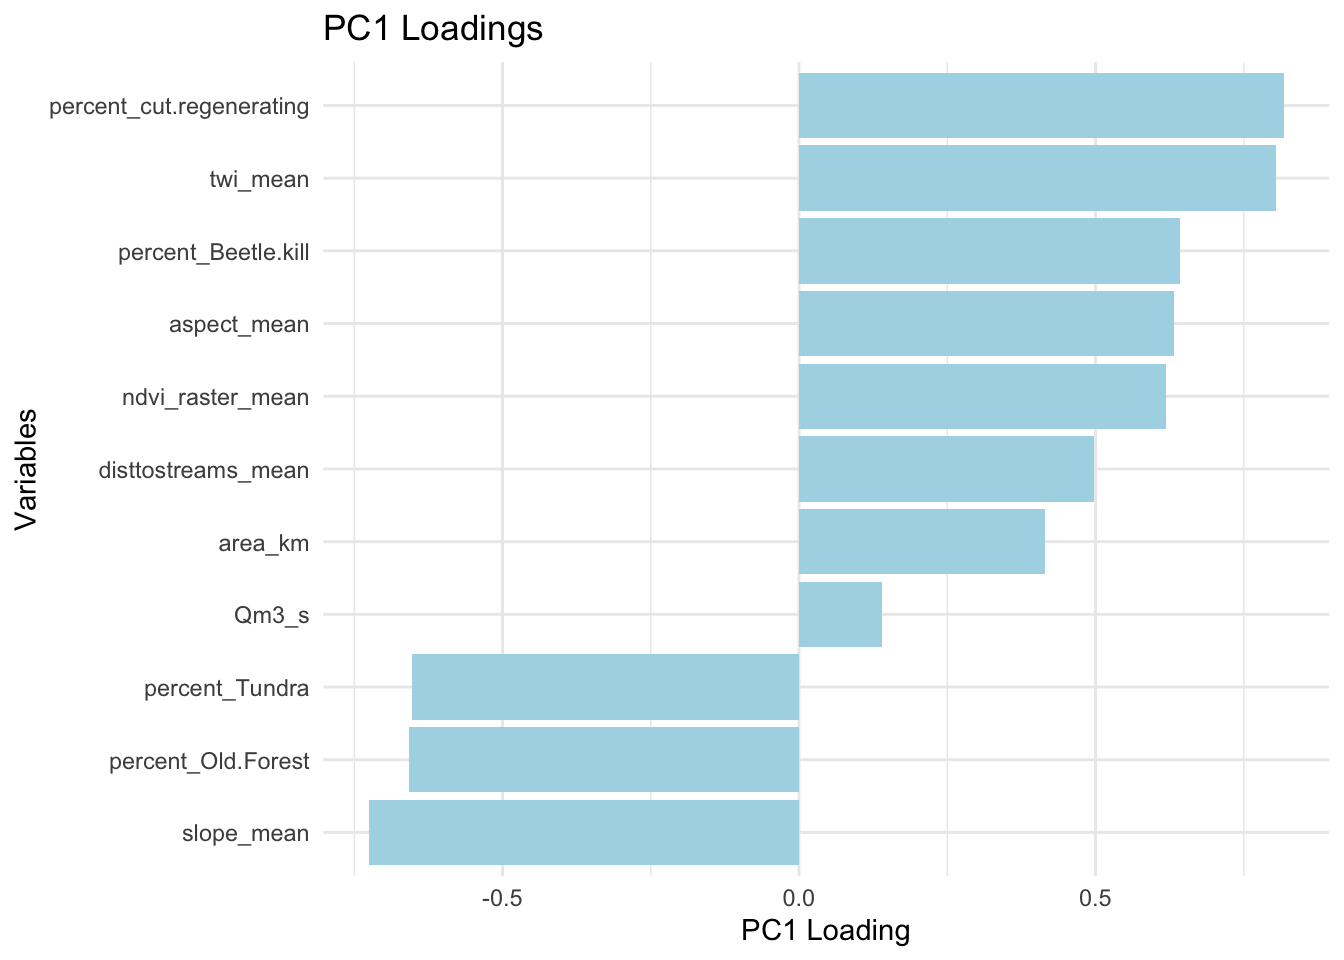 PC1 Loadings
percent_cut.regenerating
twi_mean
percent_Beetle.kill
aspect_mean
ndvi_raster_mean
disttostreams_mean
area_km
Qm3_s
percent_Tundra
percent_Old.Forest
slope_mean
Variables
-0.5 0.0 0.5
PC1 Loading